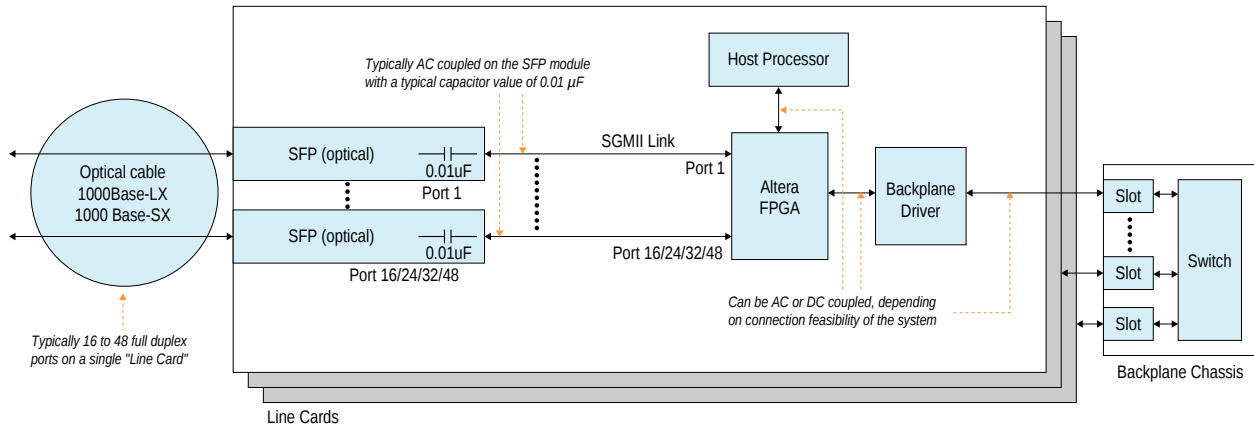 Typically AC coupled on the SFP module
with a typical capacitor value of 0.01 µF
Host Processor
SFP (optical)
0.01uF
Port 1
SGMII Link
Port 1
Optical cable
1000Base-LX
1000 Base-SX
Altera
FPGA
Backplane
Driver
Slot
SFP (optical)
0.01uF
Port 16/24/32/48
Port 16/24/32/48
Slot
Switch
Slot
Can be AC or DC coupled, depending
on connection feasibility of the system
Typically 16 to 48 full duplex
ports on a single "Line Card"
Backplane Chassis
Line Cards